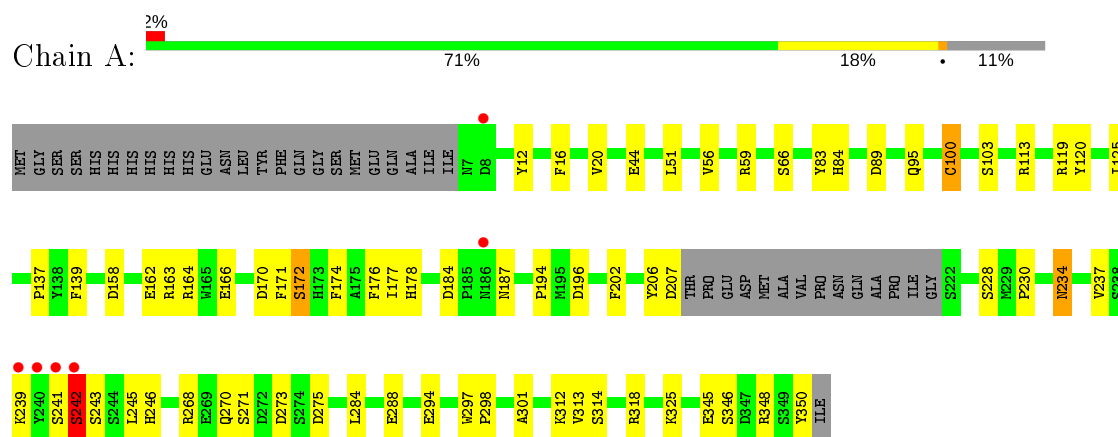 2%
Chain A:
71% 18% • 11%
MET GLY SER SER HIS HIS HIS HIS HIS HIS GLU ASN LEU TYR PHE GLN GLY SER MET GLU GLN ALA ILE ILE N7 D8 Y12 F16 V20 E44 L51 V56 R59 S66 Y83 H84 D89 Q95 C100 S103 R113 R119 Y120
P137 Y138 F139 D158 E162 R163 R164 W165 E166 D170 F171 S172 H173 F174 A175 F176 I177 H178 D184 P185 N186 N187 P194 M195 D196 F202 Y206 D207 THR PRO GLU ASP MET ALA VAL PRO ASN GLN ALA PRO ILE GLY S222 S228 M229 P230 N234 V237 S238
K239 Y240 S241 S242 S243 S244 L245 H246 R268 E269 Q270 S271 D272 D273 S274 D275 L284 E288 E294 W297 P298 A301 K312 V313 S314 R318 K325 E345 S346 D347 R348 S349 Y350 ILE